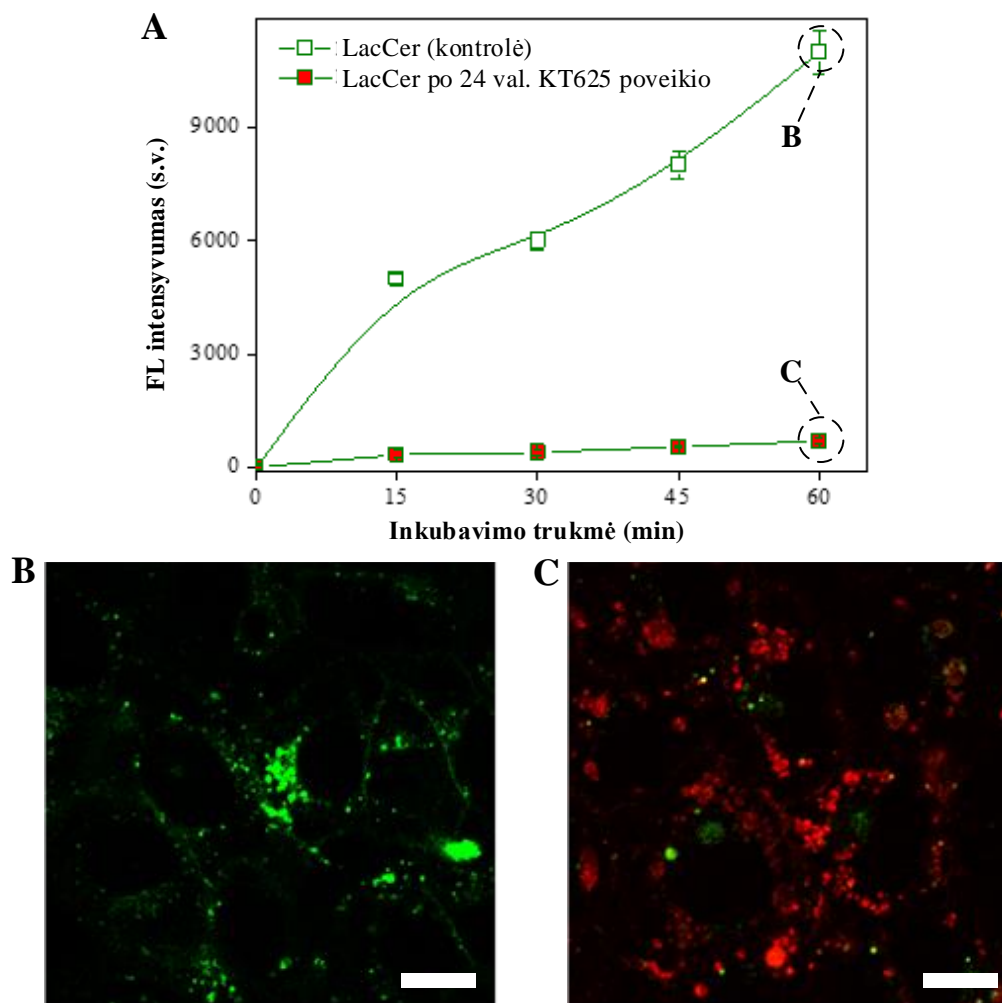 A
LacCer (kontrolė)
LacCer po 24 val. KT625 poveikio
B
C
FL intensyvumas (s.v.)
9000
6000
3000
0
0 15 30 45 60
Inkubavimo trukmė (min)
B
C